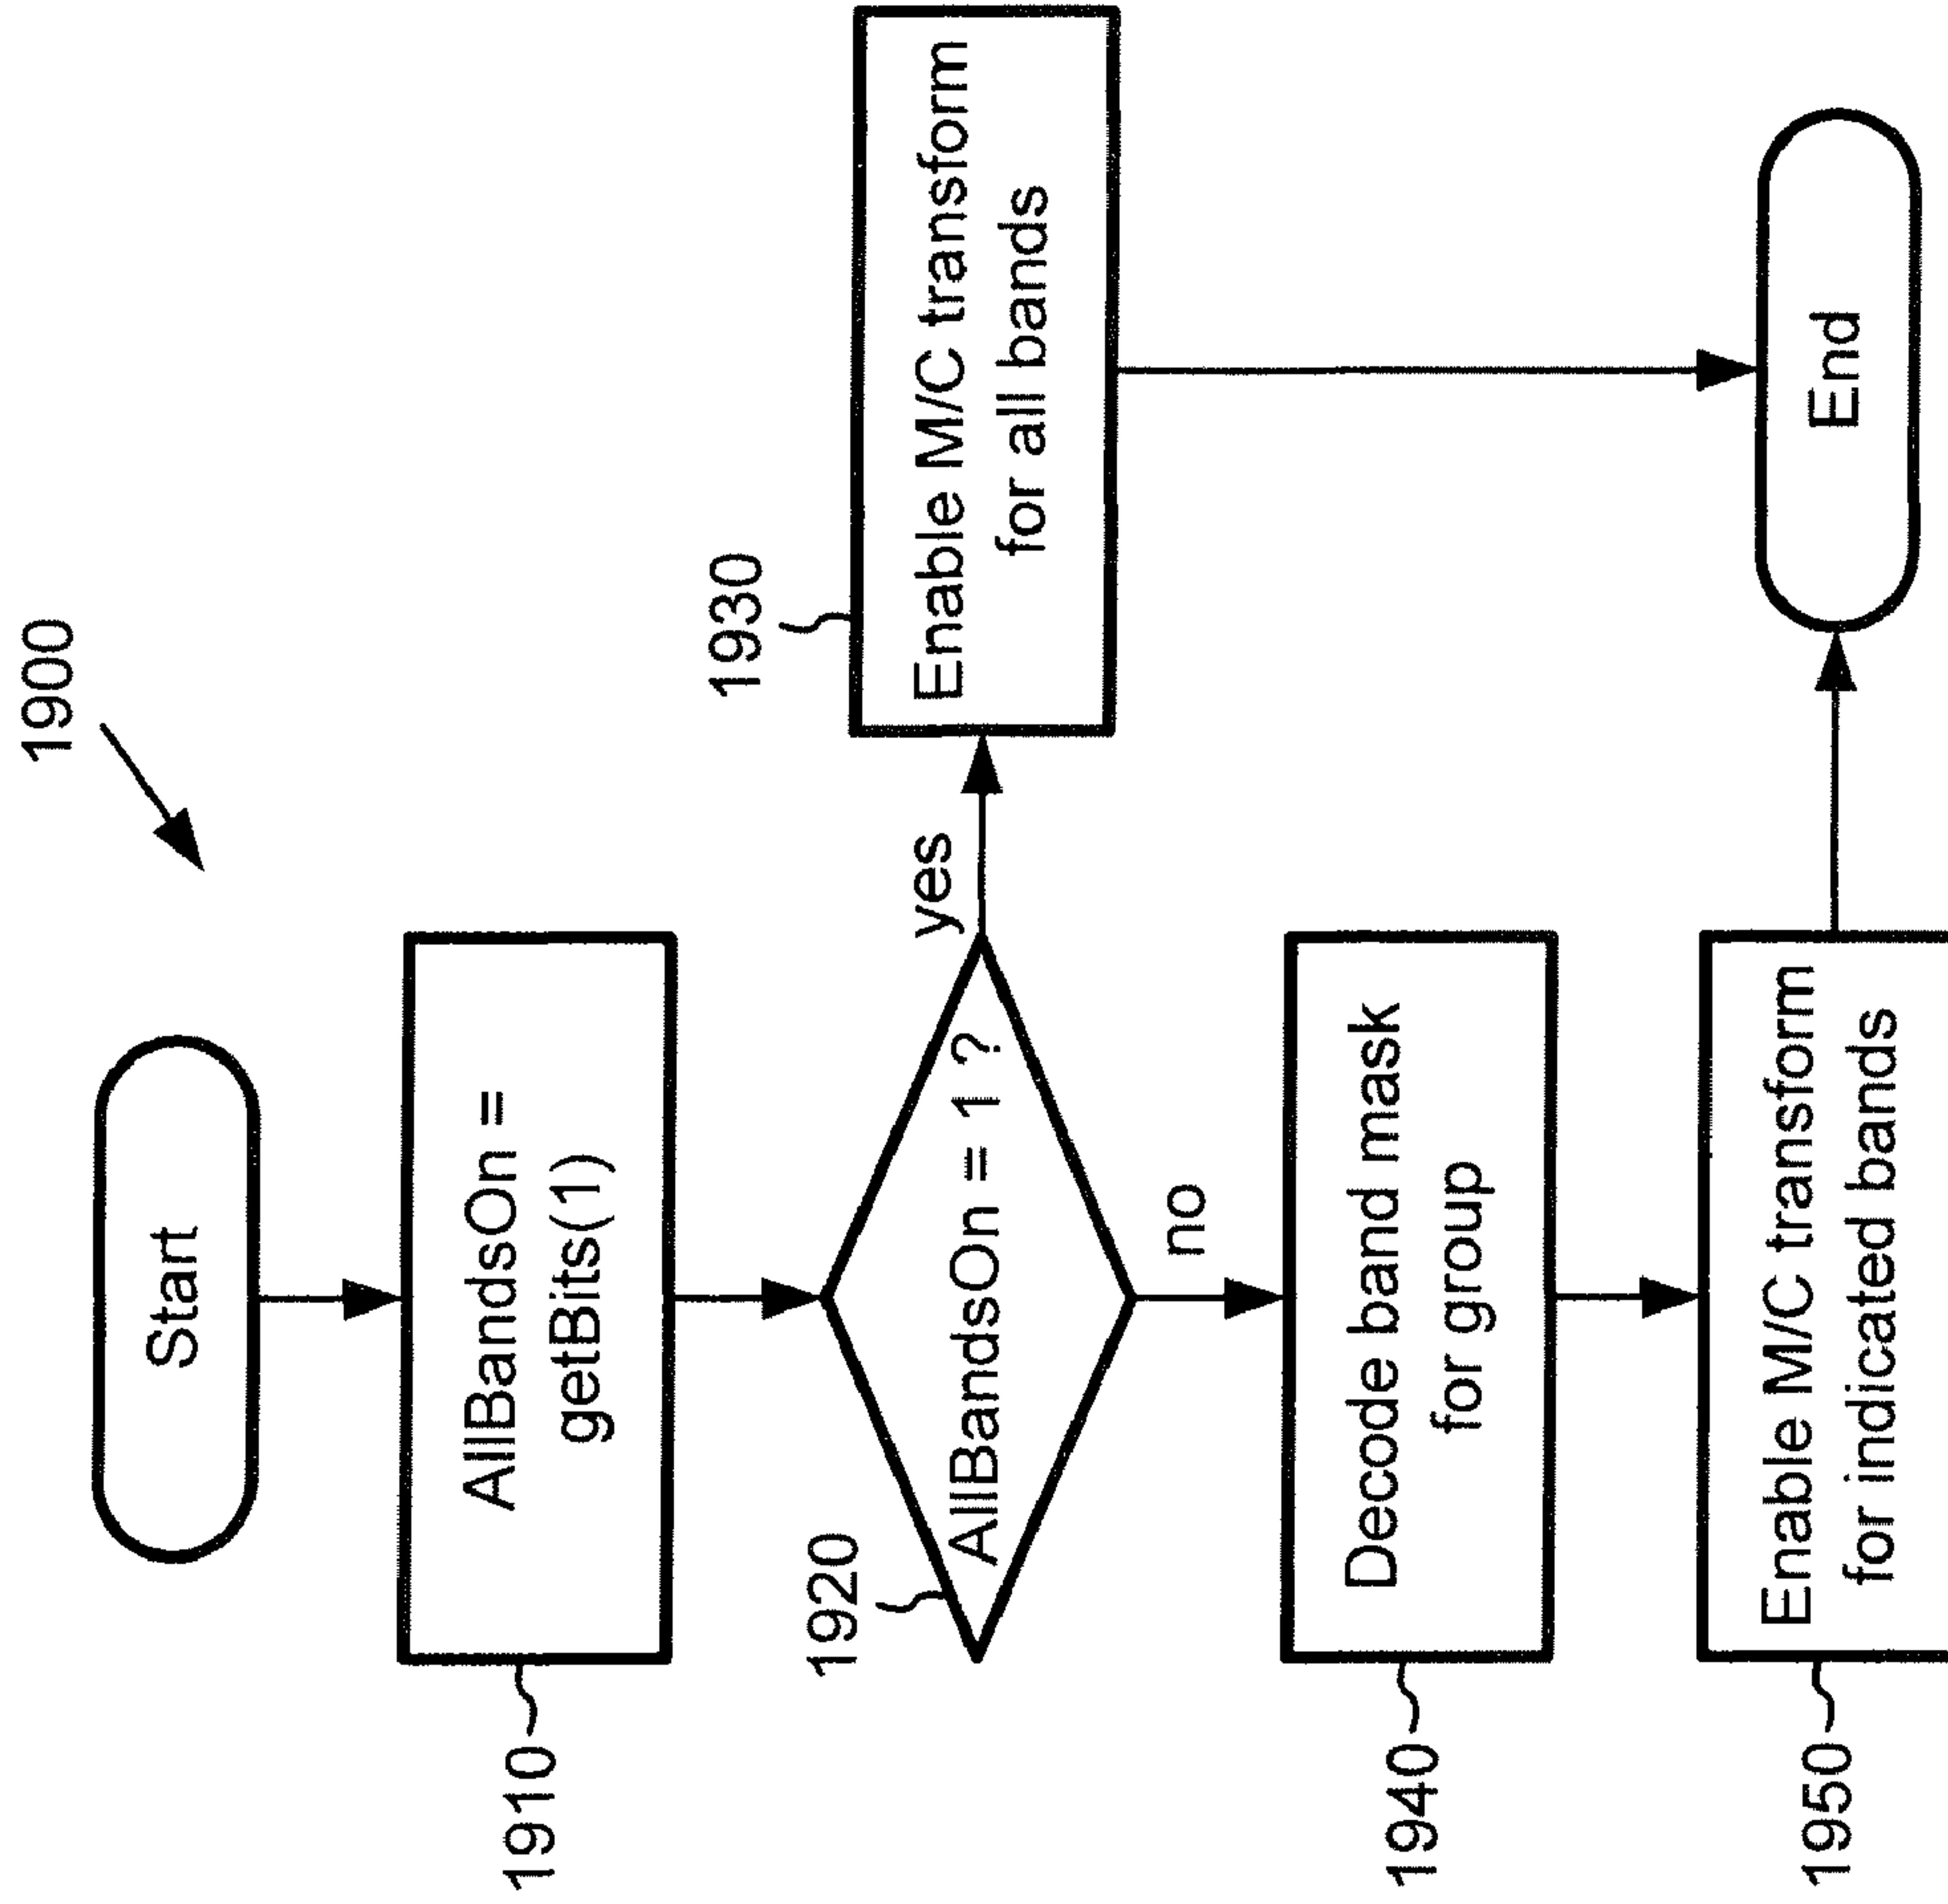 1900
Start
1910
AllBandsOn =
getBits(1)
1920
AllBandsOn = 1 ?
yes
1930
Enable M/C transform
for all bands
no
1940
Decode band mask
for group
1950
Enable M/C transform
for indicated bands
End